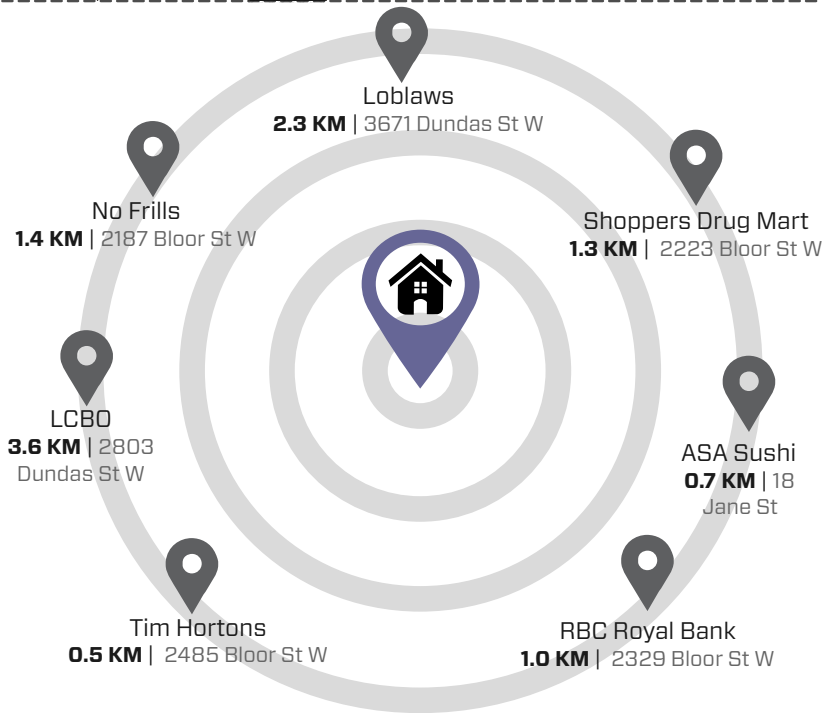 Loblaws
2.3 KM | 3671 Dundas St W
No Frills
1.4 KM | 2187 Bloor St W
Shoppers Drug Mart
1.3 KM | 2223 Bloor St W
LCBO
3.6 KM | 2803
Dundas St W
ASA Sushi
0.7 KM | 18
Jane St
Tim Hortons
0.5 KM | 2485 Bloor St W
RBC Royal Bank
1.0 KM | 2329 Bloor St W